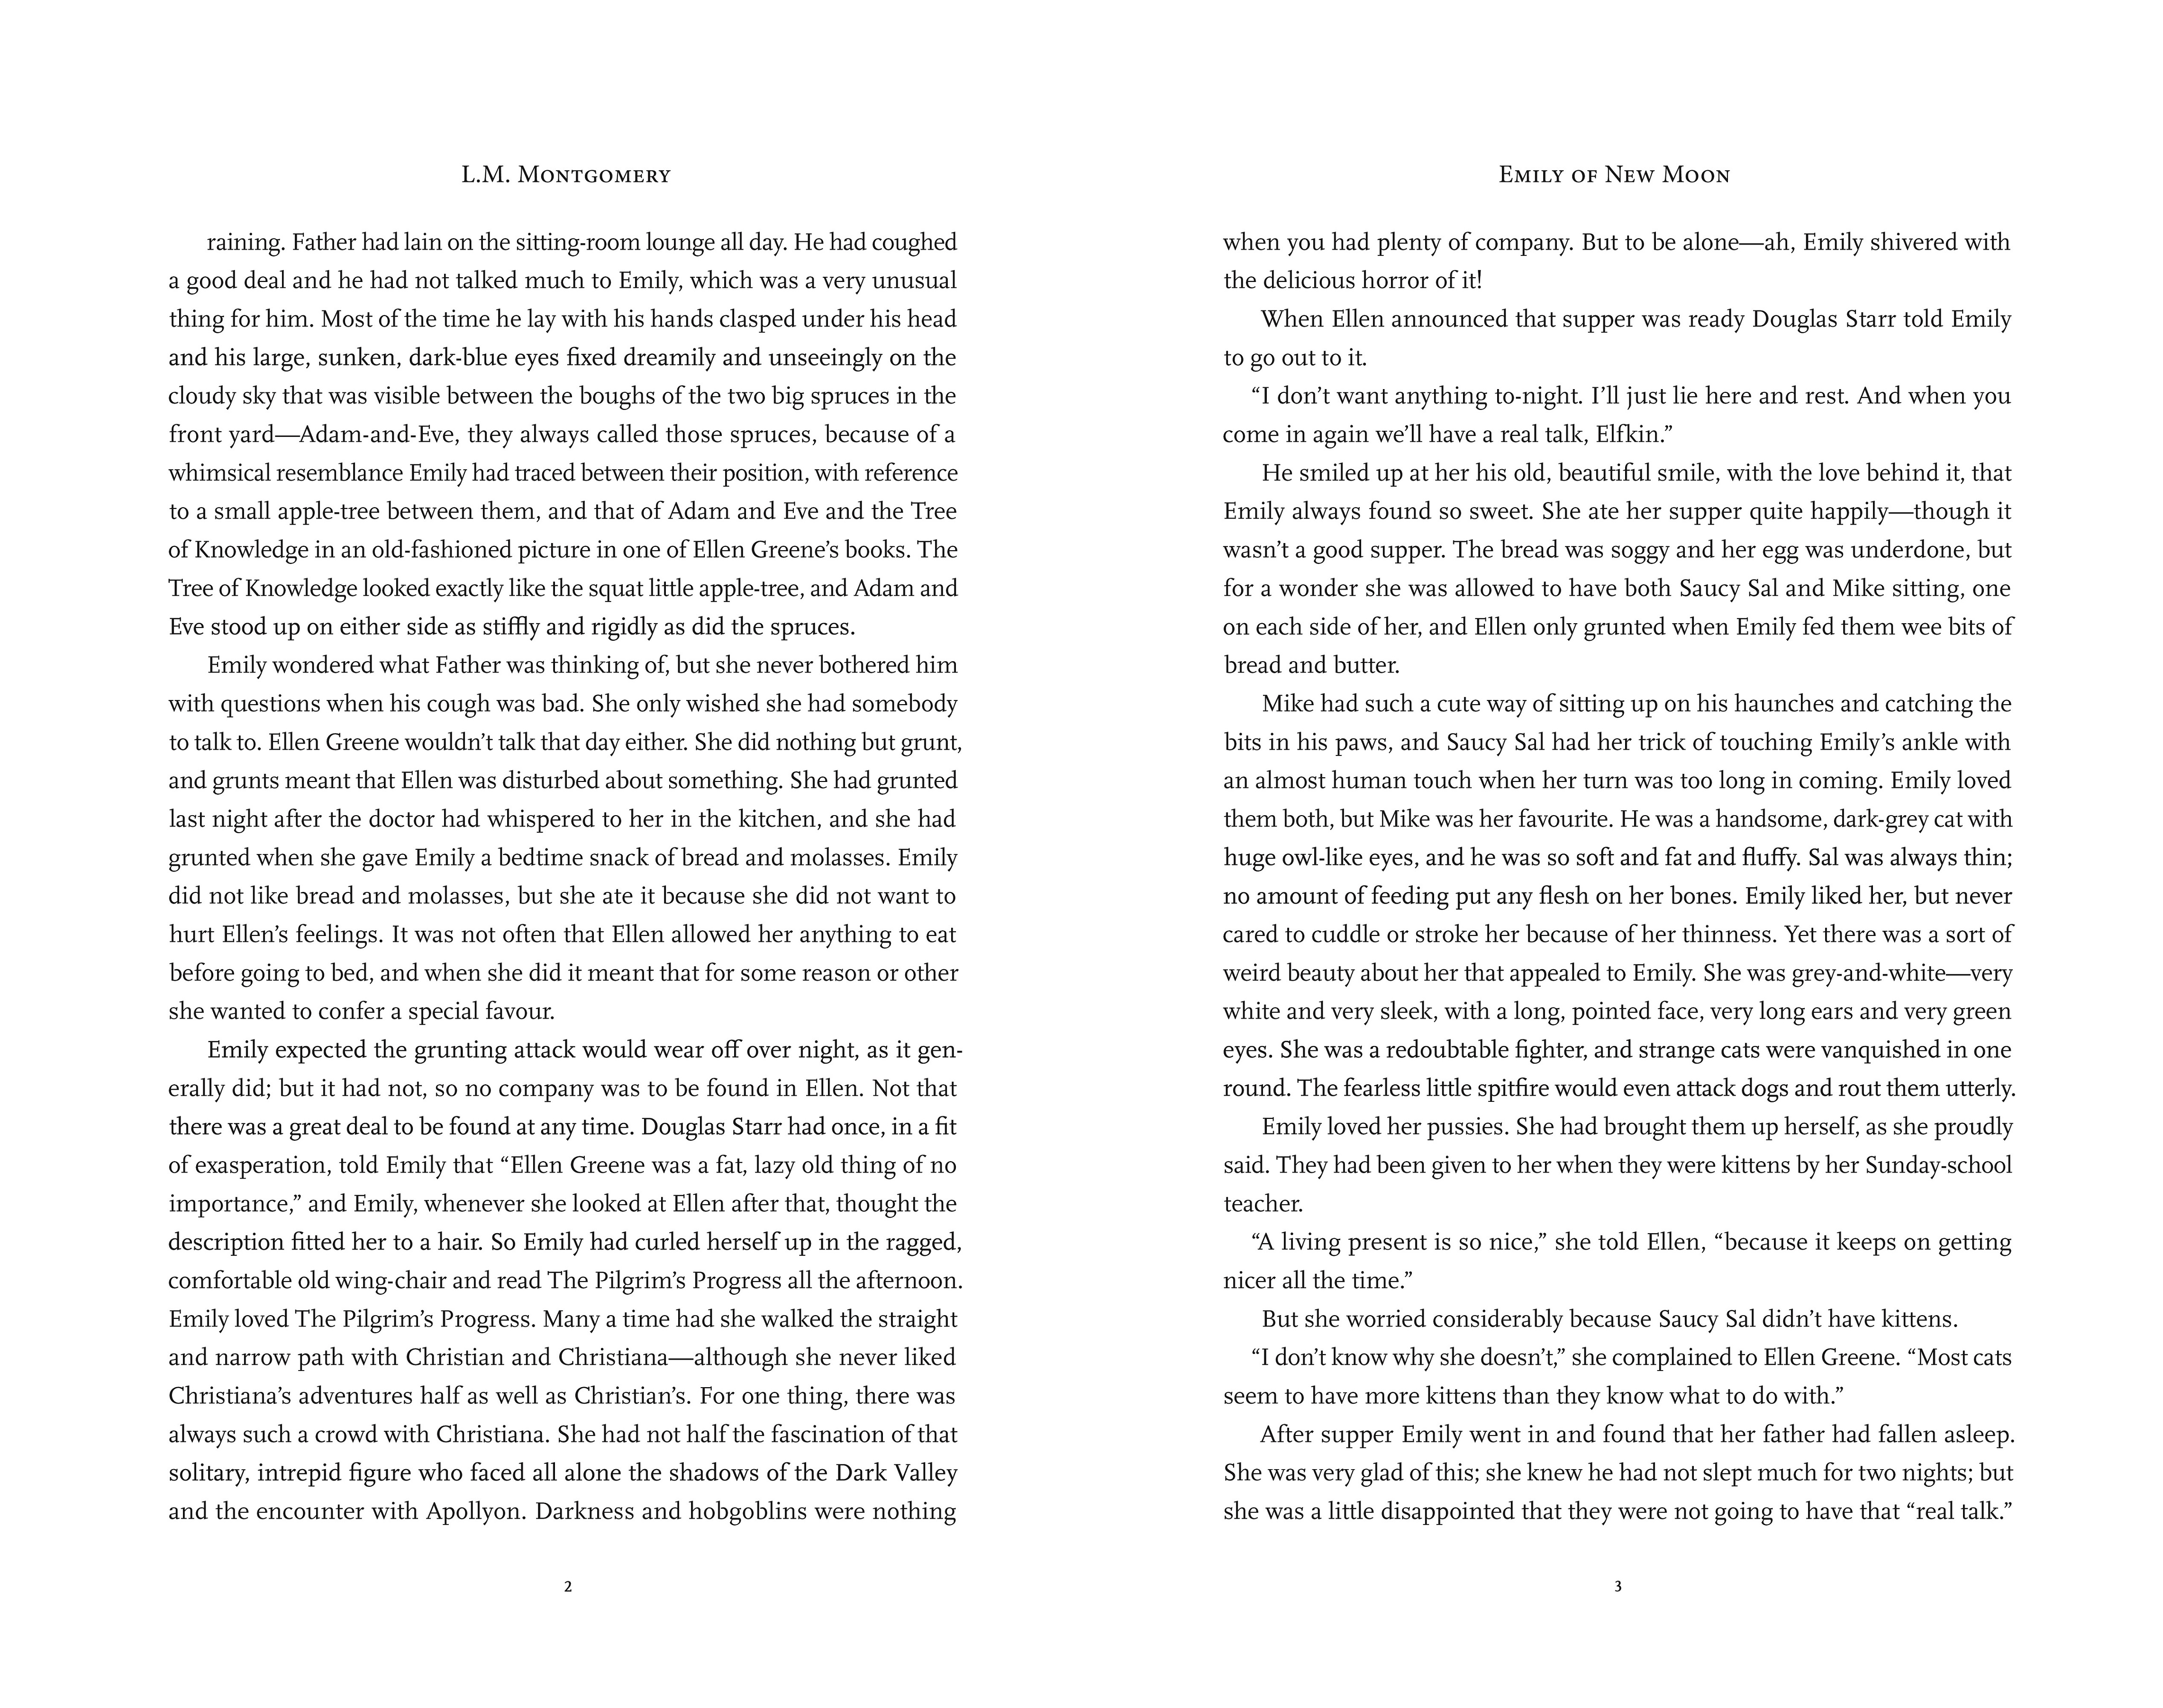 L.M. Montgomery
raining. Father had lain on the sitting-room lounge all day. He had coughed
a good deal and he had not talked much to Emily, which was a very unusual
thing for him. Most of the time he lay with his hands clasped under his head
and his large, sunken, dark-blue eyes fixed dreamily and unseeingly on the
cloudy sky that was visible between the boughs of the two big spruces in the
front yard—Adam-and-Eve, they always called those spruces, because of a
whimsical resemblance Emily had traced between their position, with reference
to a small apple-tree between them, and that of Adam and Eve and the Tree
of Knowledge in an old-fashioned picture in one of Ellen Greene’s books. The
Tree of Knowledge looked exactly like the squat little apple-tree, and Adam and
Eve stood up on either side as stiffly and rigidly as did the spruces.
Emily wondered what Father was thinking of, but she never bothered him
with questions when his cough was bad. She only wished she had somebody
to talk to. Ellen Greene wouldn’t talk that day either. She did nothing but grunt,
and grunts meant that Ellen was disturbed about something. She had grunted
last night after the doctor had whispered to her in the kitchen, and she had
grunted when she gave Emily a bedtime snack of bread and molasses. Emily
did not like bread and molasses, but she ate it because she did not want to
hurt Ellen’s feelings. It was not often that Ellen allowed her anything to eat
before going to bed, and when she did it meant that for some reason or other
she wanted to confer a special favour.
Emily expected the grunting attack would wear off over night, as it gen-
erally did; but it had not, so no company was to be found in Ellen. Not that
there was a great deal to be found at any time. Douglas Starr had once, in a fit
of exasperation, told Emily that “Ellen Greene was a fat, lazy old thing of no
importance,” and Emily, whenever she looked at Ellen after that, thought the
description fitted her to a hair. So Emily had curled herself up in the ragged,
comfortable old wing-chair and read The Pilgrim’s Progress all the afternoon.
Emily loved The Pilgrim’s Progress. Many a time had she walked the straight
and narrow path with Christian and Christiana—although she never liked
Christiana’s adventures half as well as Christian’s. For one thing, there was
always such a crowd with Christiana. She had not half the fascination of that
solitary, intrepid figure who faced all alone the shadows of the Dark Valley
and the encounter with Apollyon. Darkness and hobgoblins were nothing
2
Emily of New Moon
when you had plenty of company. But to be alone—ah, Emily shivered with
the delicious horror of it!
When Ellen announced that supper was ready Douglas Starr told Emily
to go out to it.
“I don’t want anything to-night. I’ll just lie here and rest. And when you
come in again we’ll have a real talk, Elfkin.”
He smiled up at her his old, beautiful smile, with the love behind it, that
Emily always found so sweet. She ate her supper quite happily—though it
wasn’t a good supper. The bread was soggy and her egg was underdone, but
for a wonder she was allowed to have both Saucy Sal and Mike sitting, one
on each side of her, and Ellen only grunted when Emily fed them wee bits of
bread and butter.
Mike had such a cute way of sitting up on his haunches and catching the
bits in his paws, and Saucy Sal had her trick of touching Emily’s ankle with
an almost human touch when her turn was too long in coming. Emily loved
them both, but Mike was her favourite. He was a handsome, dark-grey cat with
huge owl-like eyes, and he was so soft and fat and fluffy. Sal was always thin;
no amount of feeding put any flesh on her bones. Emily liked her, but never
cared to cuddle or stroke her because of her thinness. Yet there was a sort of
weird beauty about her that appealed to Emily. She was grey-and-white—very
white and very sleek, with a long, pointed face, very long ears and very green
eyes. She was a redoubtable fighter, and strange cats were vanquished in one
round. The fearless little spitfire would even attack dogs and rout them utterly.
Emily loved her pussies. She had brought them up herself, as she proudly
said. They had been given to her when they were kittens by her Sunday-school
teacher.
“A living present is so nice,” she told Ellen, “because it keeps on getting
nicer all the time.”
But she worried considerably because Saucy Sal didn’t have kittens.
“I don’t know why she doesn’t,” she complained to Ellen Greene. “Most cats
seem to have more kittens than they know what to do with.”
After supper Emily went in and found that her father had fallen asleep.
She was very glad of this; she knew he had not slept much for two nights; but
she was a little disappointed that they were not going to have that “real talk.”
3